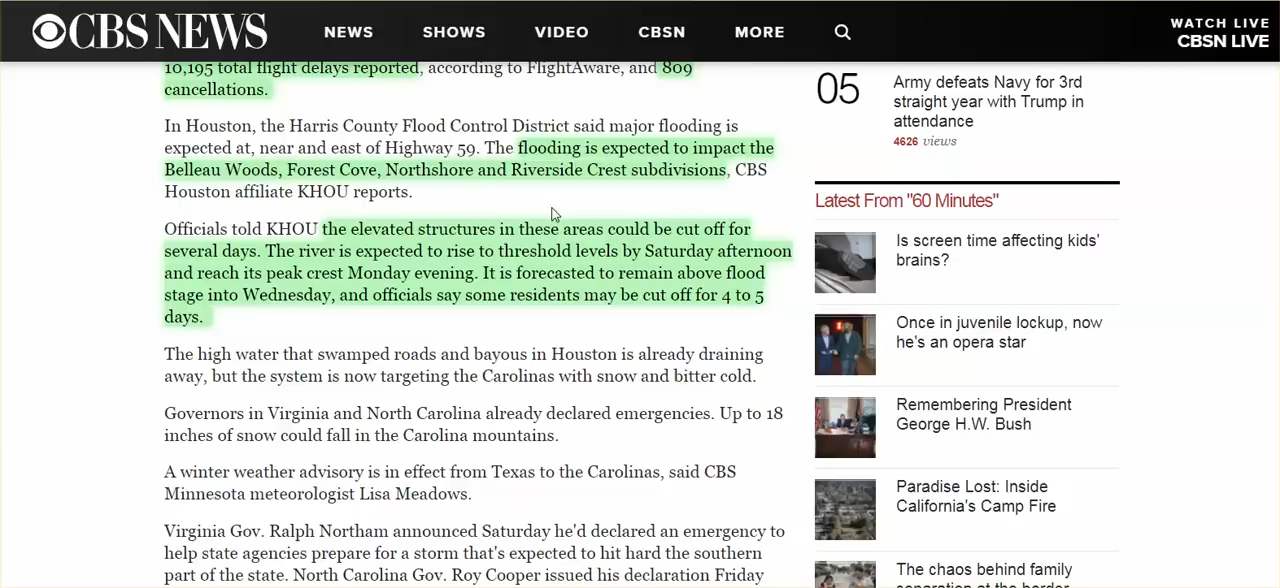 CBS NEWS
NEWS SHOWS VIDEO CBSN MORE
WATCH LIVE
CBSN LIVE
10,195 total flight delays reported, according to FlightAware, and 809
cancellations.
In Houston, the Harris County Flood Control District said major flooding is
expected at, near and east of Highway 59. The flooding is expected to impact the
Belleau Woods, Forest Cove, Northshore and Riverside Crest subdivisions, CBS
Houston affiliate KHOU reports.
Officials told KHOU the elevated structures in these areas could be cut off for
several days. The river is expected to rise to threshold levels by Saturday afternoon
and reach its peak crest Monday evening. It is forecasted to remain above flood
stage into Wednesday, and officials say some residents may be cut off for 4 to 5
days.
The high water that swamped roads and bayous in Houston is already draining
away, but the system is now targeting the Carolinas with snow and bitter cold.
Governors in Virginia and North Carolina already declared emergencies. Up to 18
inches of snow could fall in the Carolina mountains.
A winter weather advisory is in effect from Texas to the Carolinas, said CBS
Minnesota meteorologist Lisa Meadows.
Virginia Gov. Ralph Northam announced Saturday he'd declared an emergency to
help state agencies prepare for a storm that's expected to hit hard the southern
part of the state. North Carolina Gov. Roy Cooper issued his declaration Friday
05
Army defeats Navy for 3rd
straight year with Trump in
attendance
4626 views
Latest From "60 Minutes"
Is screen time affecting kids'
brains?
Once in juvenile lockup, now
he's an opera star
Remembering President
George H.W. Bush
Paradise Lost: Inside
California's Camp Fire
The chaos behind family
separation at the border